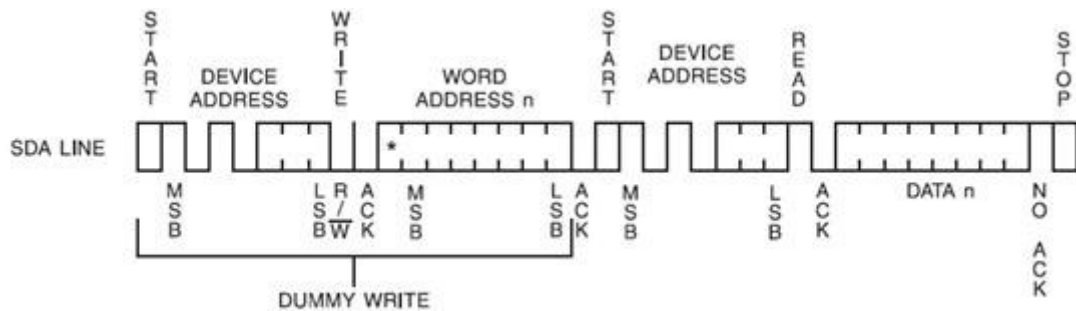 START
WRITE
START
READ
STOP
DEVICE
ADDRESS
WORD
ADDRESS n
DEVICE
ADDRESS
SDA LINE
*
MSB
LSB
R/W
ACK
MSB
LSB
ACK
MSB
LSB
ACK
DATA n
NO ACK
DUMMY WRITE